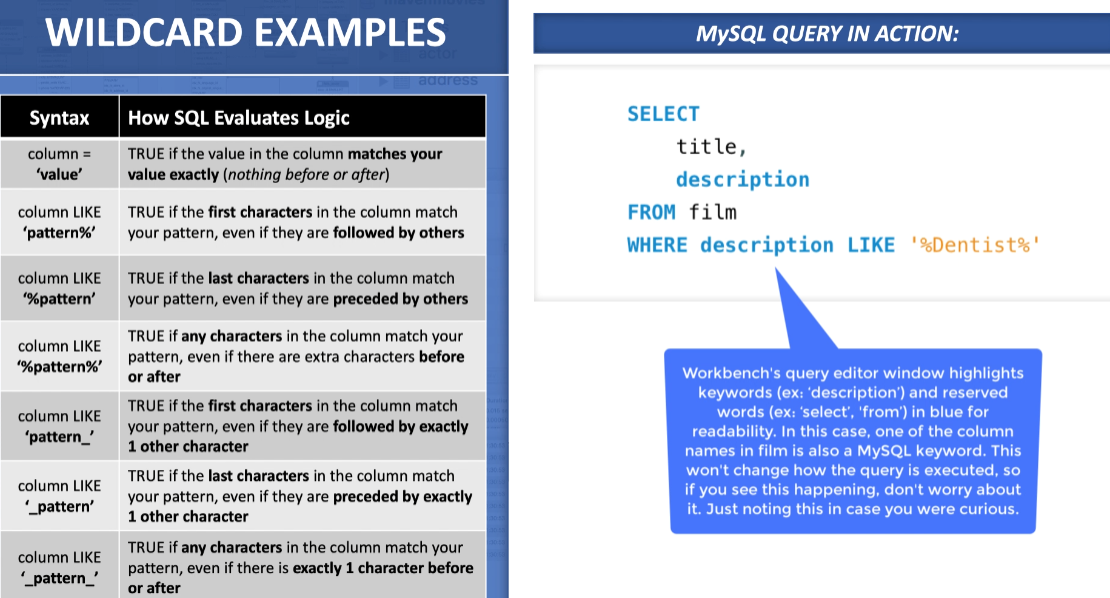 WILDCARD EXAMPLES
address
Syntax
How SQL Evaluates Logic
column =
‘value’
TRUE if the value in the column matches your
value exactly (nothing before or after)
column LIKE
‘pattern%’
TRUE if the first characters in the column match
your pattern, even if they are followed by others
column LIKE
‘%pattern’
TRUE if the last characters in the column match
your pattern, even if they are preceded by others
column LIKE
‘%pattern%’
TRUE if any characters in the column match your
pattern, even if there are extra characters before
or after
column LIKE
‘pattern_’
TRUE if the first characters in the column match
your pattern, even if they are followed by exactly
1 other character
column LIKE
‘_pattern’
TRUE if the last characters in the column match
your pattern, even if they are preceded by exactly
1 other character
column LIKE
‘_pattern_’
TRUE if any characters in the column match your
pattern, even if there is exactly 1 character before
or after
MySQL QUERY IN ACTION:
SELECT
title,
description
FROM film
WHERE description LIKE '%Dentist%'
Workbench's query editor window highlights
keywords (ex: 'description') and reserved
words (ex: 'select', 'from') in blue for
readability. In this case, one of the column
names in film is also a MySQL keyword. This
won't change how the query is executed, so
if you see this happening, don't worry about
it. Just noting this in case you were curious.